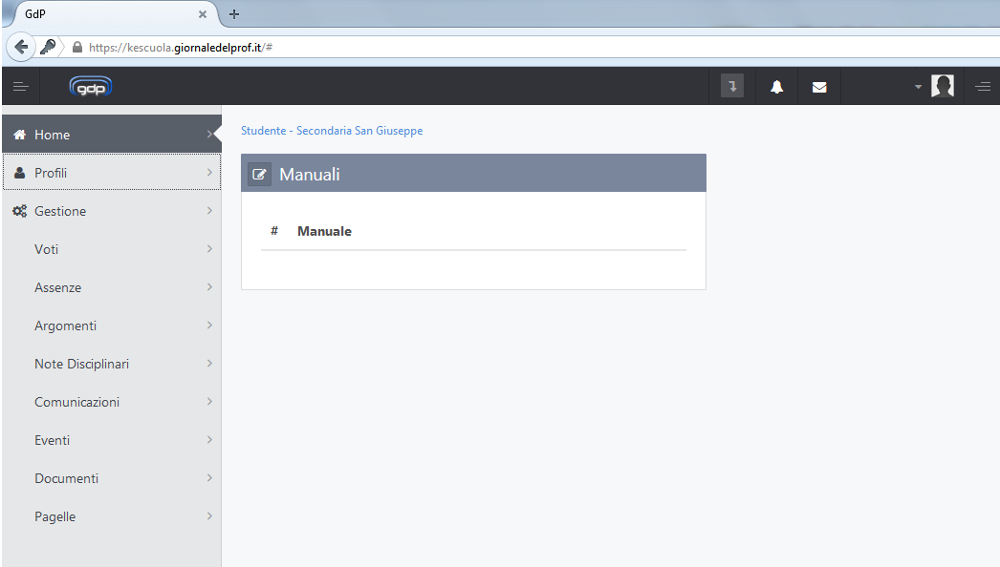 GdP
https://kescuola.giornaledelprof.it/#
gdp
Home
Profili
Gestione
Voti
Assenze
Argomenti
Note Disciplinari
Comunicazioni
Eventi
Documenti
Pagelle
Studente - Secondaria San Giuseppe
Manuali
# Manuale